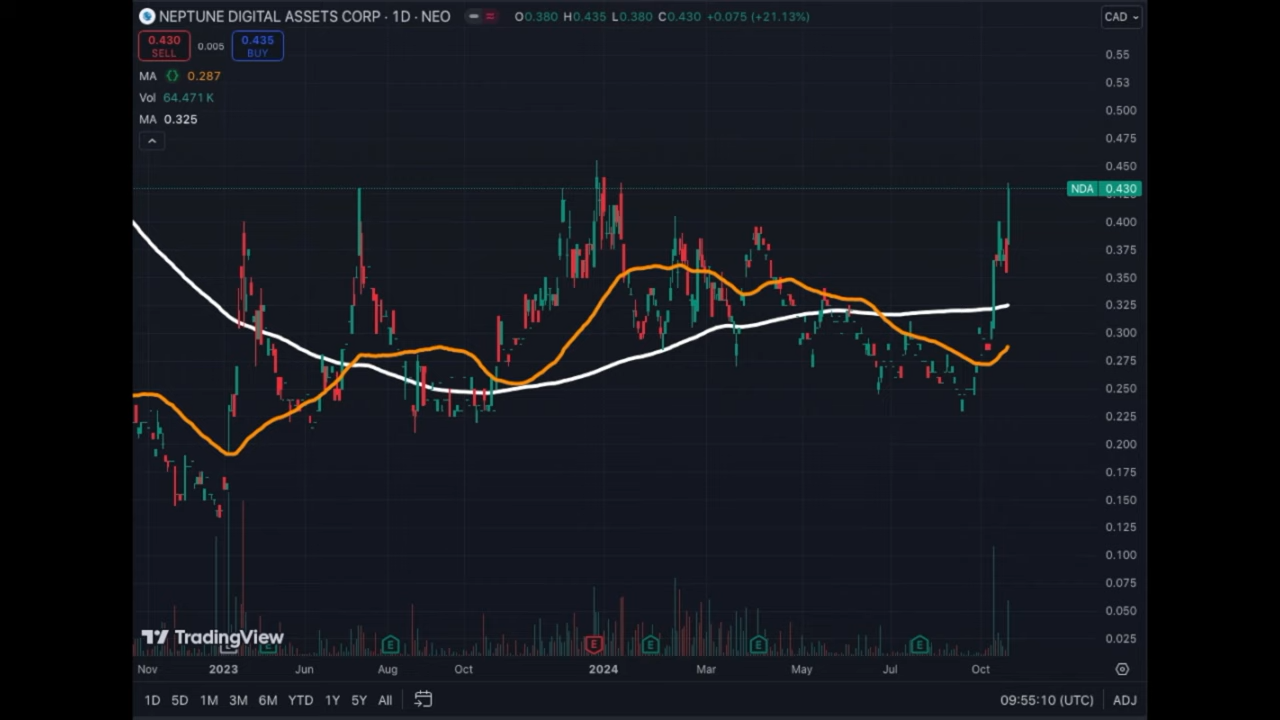 NEPTUNE DIGITAL ASSETS CORP · 1D · NEO O0.380 H0.435 L0.380 C0.430 +0.075 (+21.13%) CAD
0.430 0.005 0.435
SELL BUY
MA 0.287
Vol 64.471 K
MA 0.325
0.55
0.53
0.500
0.475
0.450
NDA 0.430
0.400
0.375
0.350
0.325
0.300
0.275
0.250
0.225
0.200
0.175
0.150
0.125
0.100
0.075
0.050
0.025
TradingView
E E E E E E
Nov 2023 Jun Aug Oct 2024 Mar May Jul Oct
1D 5D 1M 3M 6M YTD 1Y 5Y All 09:55:10 (UTC) ADJ